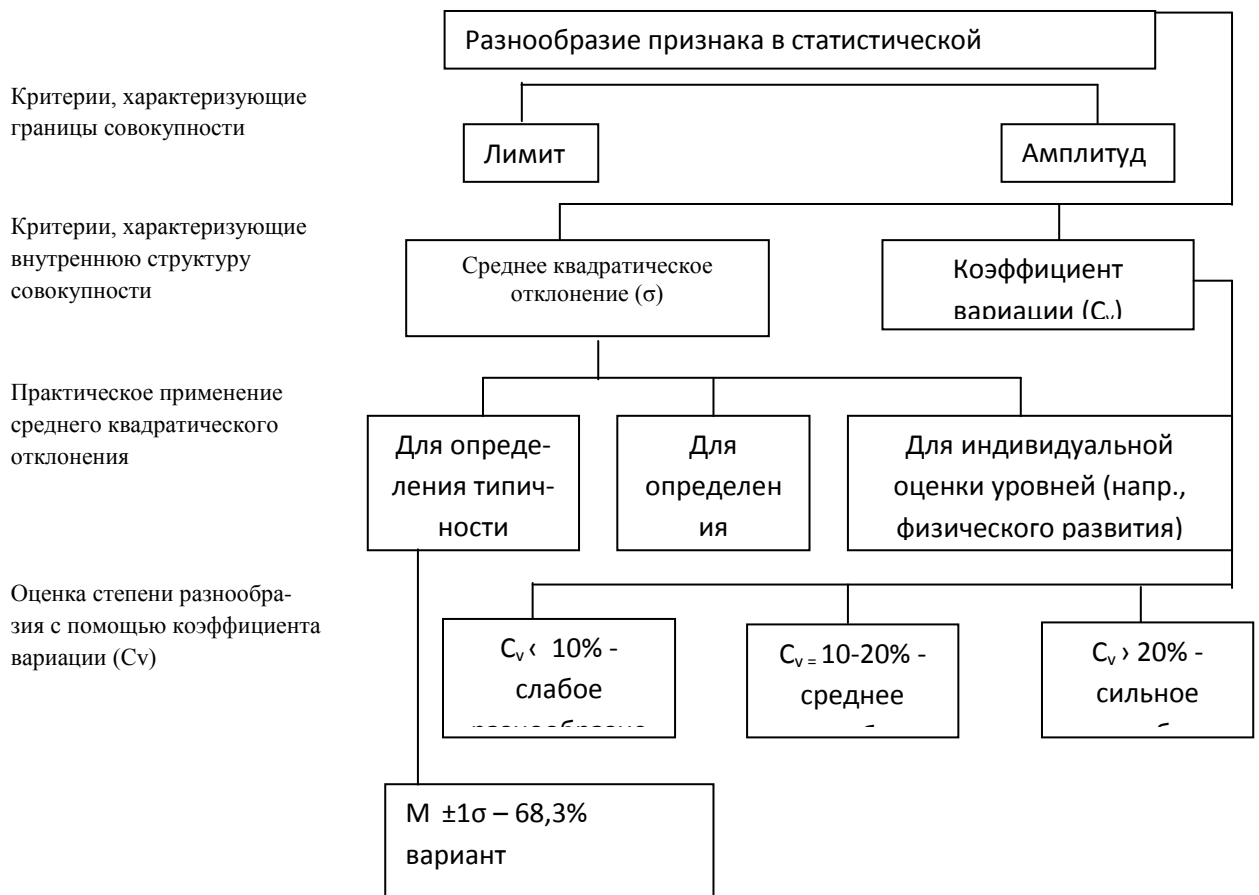 Разнообразие признака в статистической
Критерии, характеризующие
границы совокупности
Лимит
Амплитуд
Критерии, характеризующие
внутреннюю структуру
совокупности
Среднее квадратическое
отклонение (σ)
Коэффициент
вариации (Cv)
Практическое применение
среднего квадратического
отклонения
Для опреде-
ления типич-
ности
Для
определен
ия
Для индивидуальной
оценки уровней (напр.,
физического развития)
Оценка степени разнообра-
зия с помощью коэффициента
вариации (Cv)
Cv ‹ 10% -
слабое
Cv = 10-20% -
среднее
Cv › 20% -
сильное
М ±1σ – 68,3%
вариант